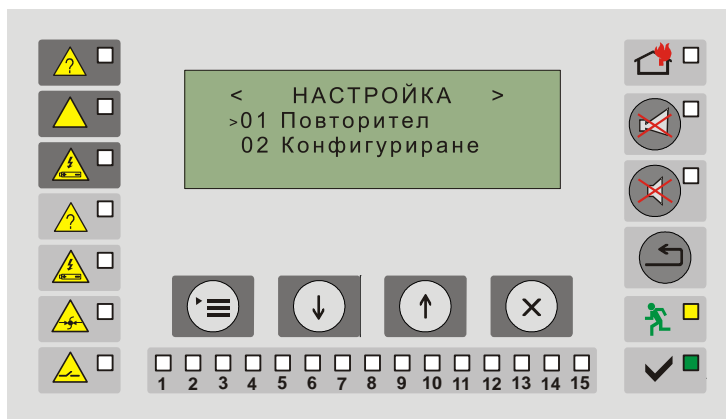 < НАСТРОЙКА >
>01 Повторител
02 Конфигуриране
1 2 3 4 5 6 7 8 9 10 11 12 13 14 15